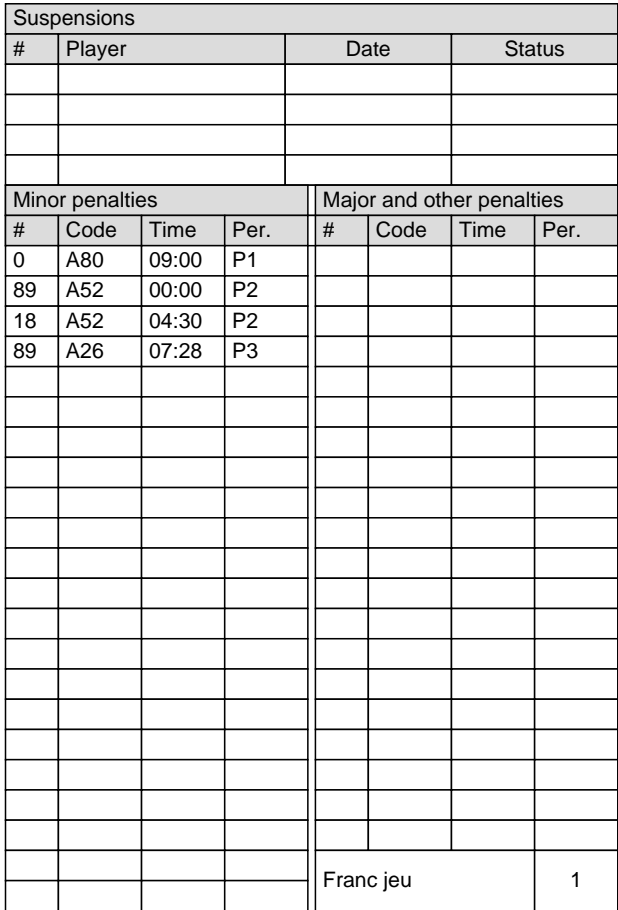 Suspensions
# Player Date Status
Minor penalties Major and other penalties
# Code Time Per. # Code Time Per.
0 A80 09:00 P1
89 A52 00:00 P2
18 A52 04:30 P2
89 A26 07:28 P3
Franc jeu 1